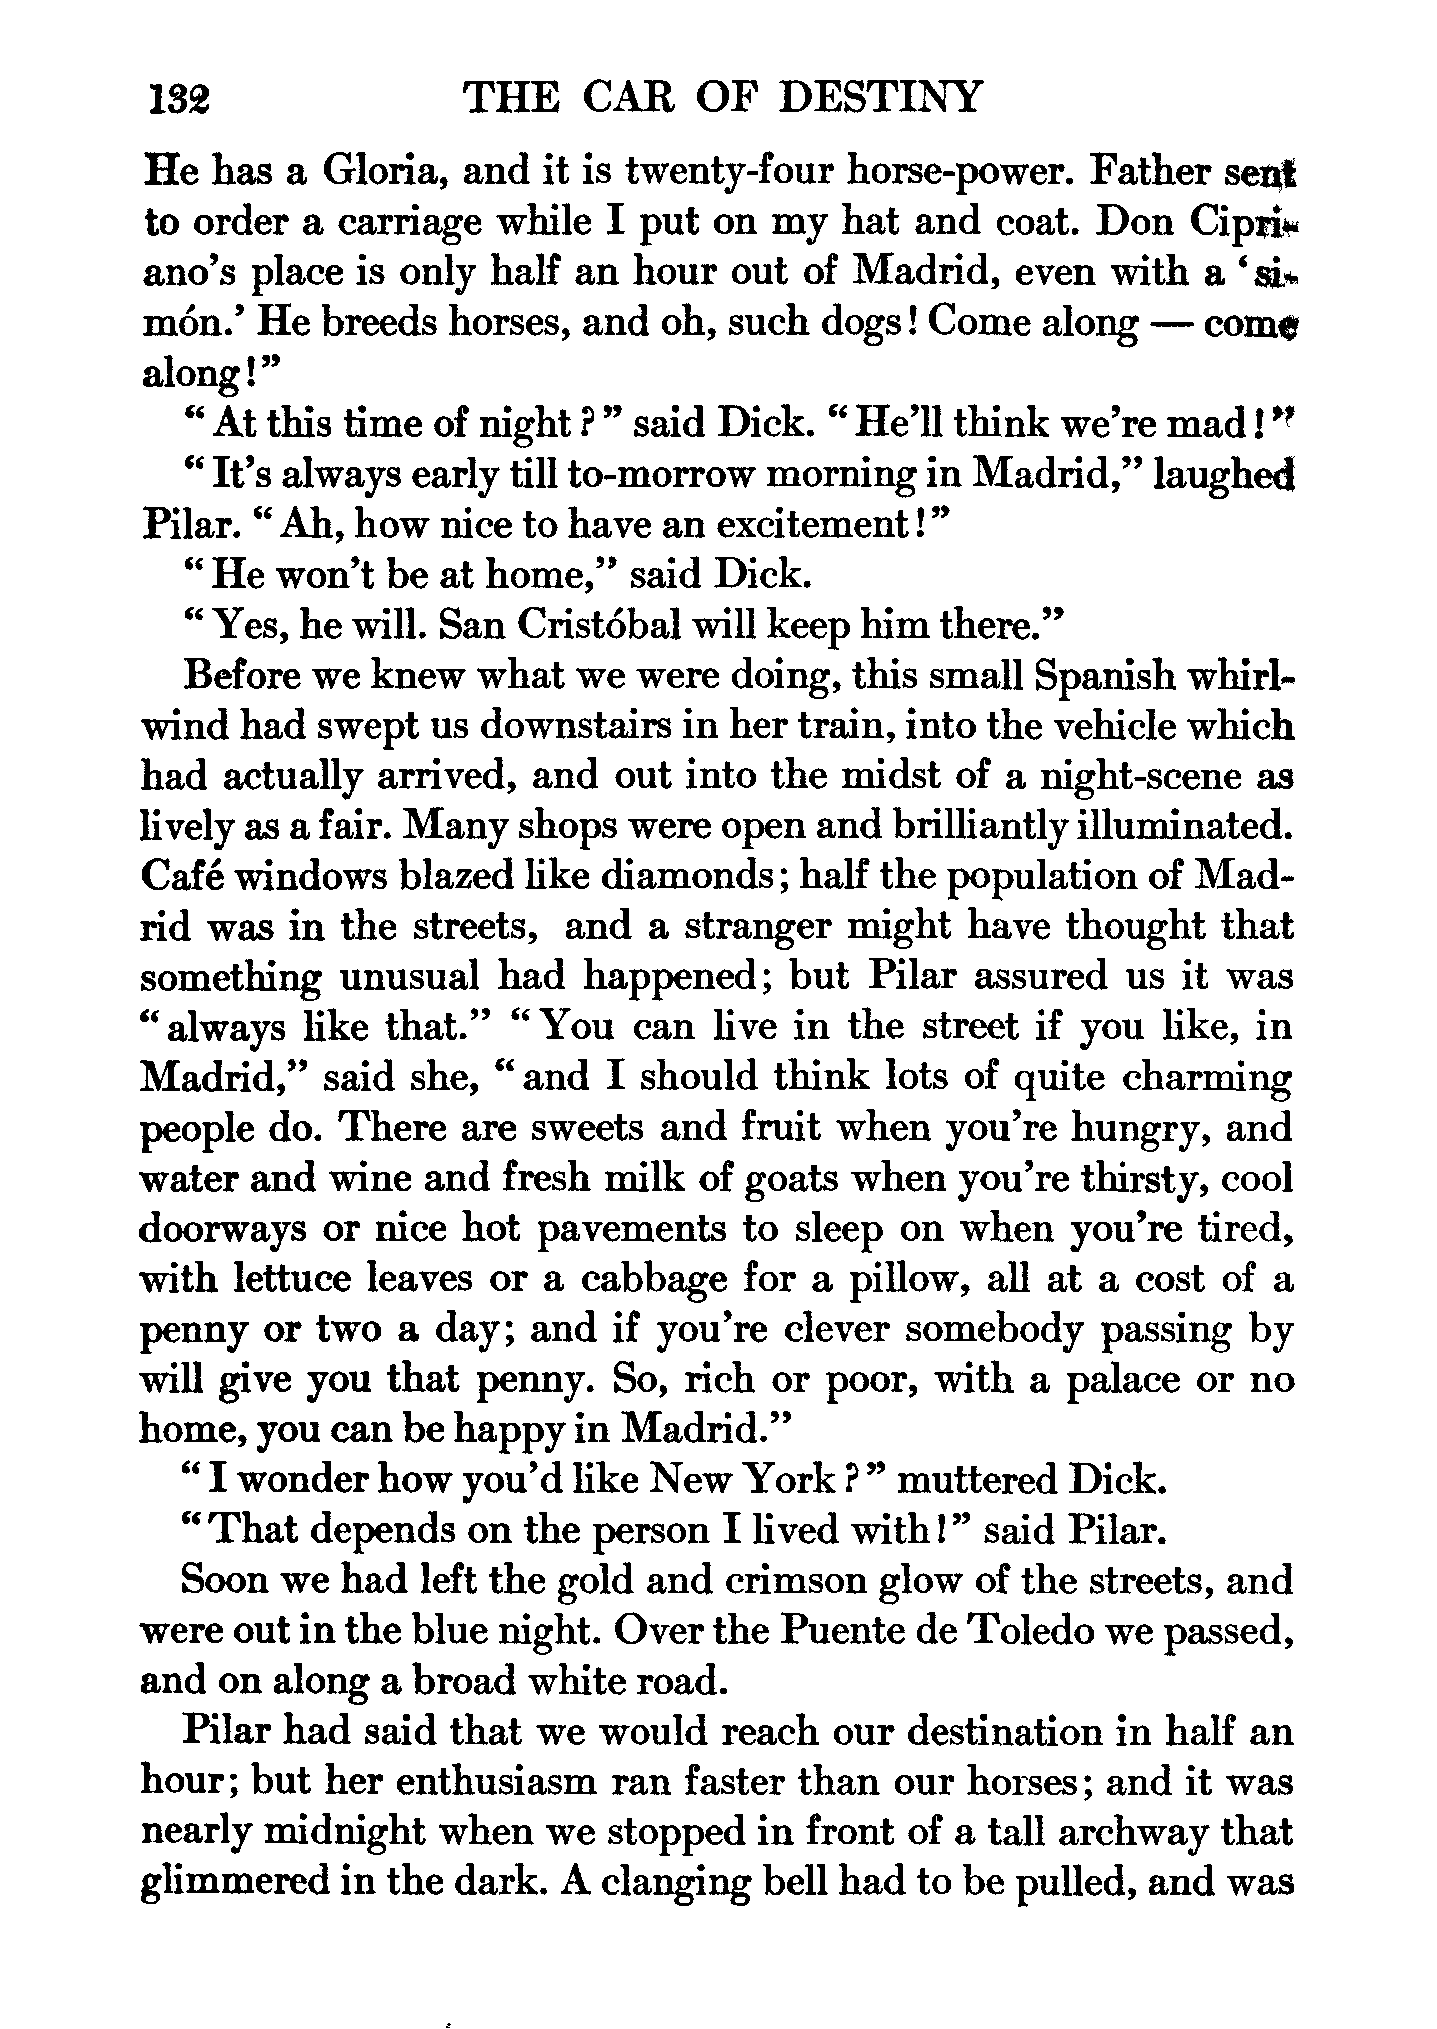 132 THE CAR OF DESTINY
He has a Gloria, and it is twenty-four horse-power. Father sent
to order a carriage while I put on my hat and coat. Don Cipri-
ano's place is only half an hour out of Madrid, even with a 'si-
món.' He breeds horses, and oh, such dogs! Come along — come
along!"
"At this time of night?" said Dick. "He'll think we're mad!"
"It's always early till to-morrow morning in Madrid," laughed
Pilar. "Ah, how nice to have an excitement!"
"He won't be at home," said Dick.
"Yes, he will. San Cristóbal will keep him there."
Before we knew what we were doing, this small Spanish whirl-
wind had swept us downstairs in her train, into the vehicle which
had actually arrived, and out into the midst of a night-scene as
lively as a fair. Many shops were open and brilliantly illuminated.
Café windows blazed like diamonds; half the population of Mad-
rid was in the streets, and a stranger might have thought that
something unusual had happened; but Pilar assured us it was
"always like that." "You can live in the street if you like, in
Madrid," said she, "and I should think lots of quite charming
people do. There are sweets and fruit when you're hungry, and
water and wine and fresh milk of goats when you're thirsty, cool
doorways or nice hot pavements to sleep on when you're tired,
with lettuce leaves or a cabbage for a pillow, all at a cost of a
penny or two a day; and if you're clever somebody passing by
will give you that penny. So, rich or poor, with a palace or no
home, you can be happy in Madrid."
"I wonder how you'd like New York?" muttered Dick.
"That depends on the person I lived with!" said Pilar.
Soon we had left the gold and crimson glow of the streets, and
were out in the blue night. Over the Puente de Toledo we passed,
and on along a broad white road.
Pilar had said that we would reach our destination in half an
hour; but her enthusiasm ran faster than our horses; and it was
nearly midnight when we stopped in front of a tall archway that
glimmered in the dark. A clanging bell had to be pulled, and was